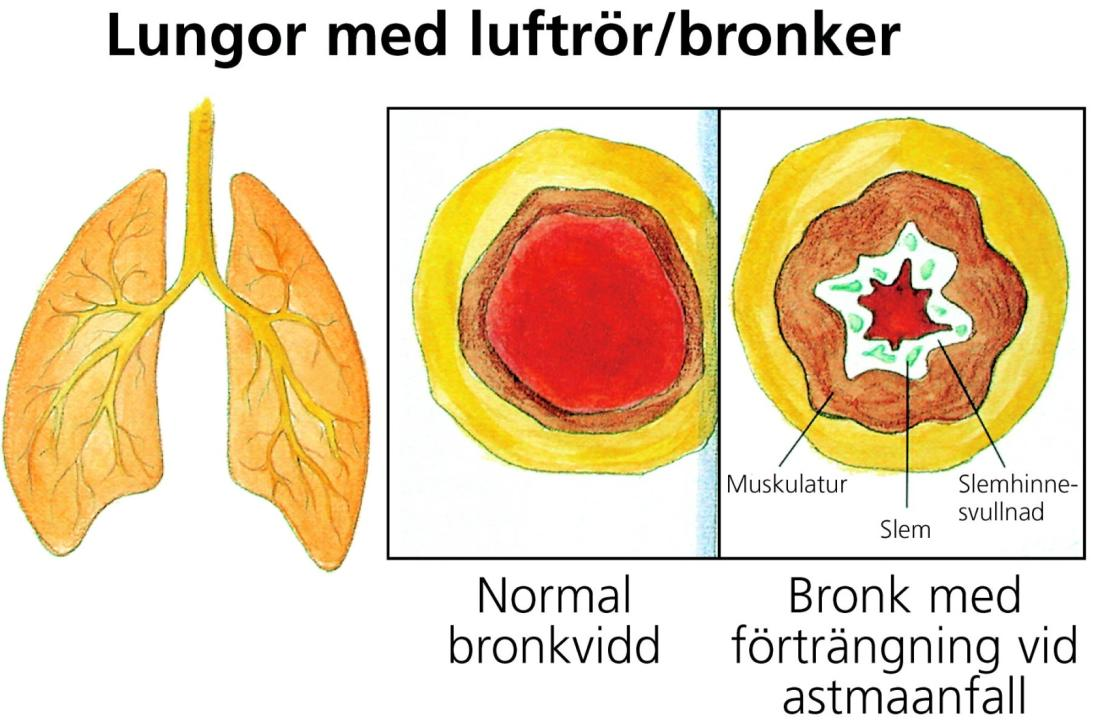 Lungor med luftrör/bronker
Muskulatur
Slem
Slemhinne-
svullnad
Normal
bronkvidd
Bronk med
förträngning vid
astmaanfall